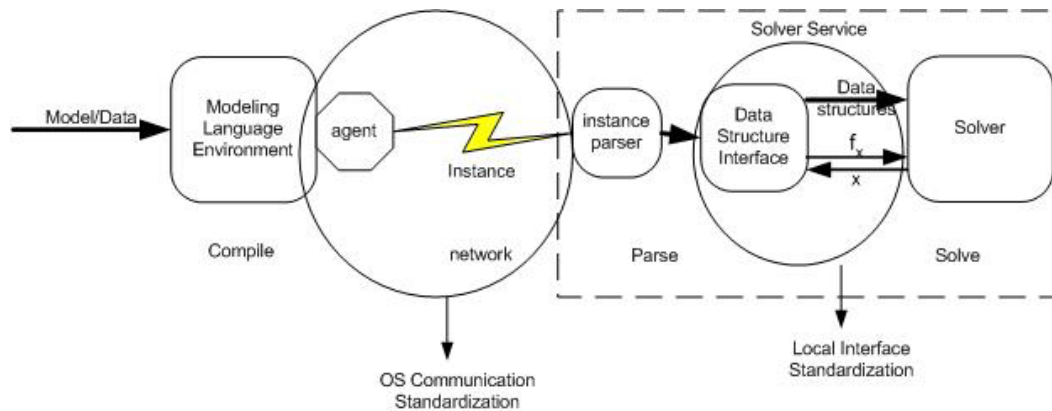 Solver Service
Model/Data
Modeling
Language
Environment
agent
Instance
instance
parser
Data
Structure
Interface
Data
structures
fx
x
Solver
Compile
network
Parse
Solve
OS Communication
Standardization
Local Interface
Standardization